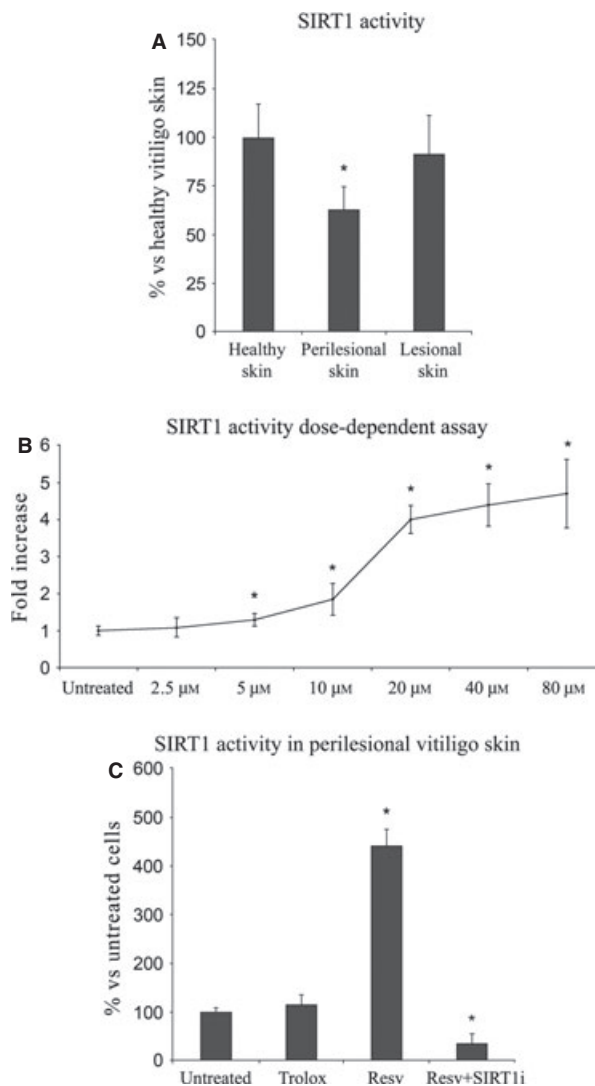 SIRT1 activity
A
% vs healthy vitiligo skin
150
125
100
75
50
25
0
*
Healthy skin
Perilesional skin
Lesional skin
SIRT1 activity dose-dependent assay
B
Fold increase
6
5
4
3
2
1
0
* * * * *
Untreated 2.5 μM 5 μM 10 μM 20 μM 40 μM 80 μM
SIRT1 activity in perilesional vitiligo skin
C
% vs untreated cells
600
500
400
300
200
100
0
*
*
Untreated Trolox Resv Resv+SIRT1i